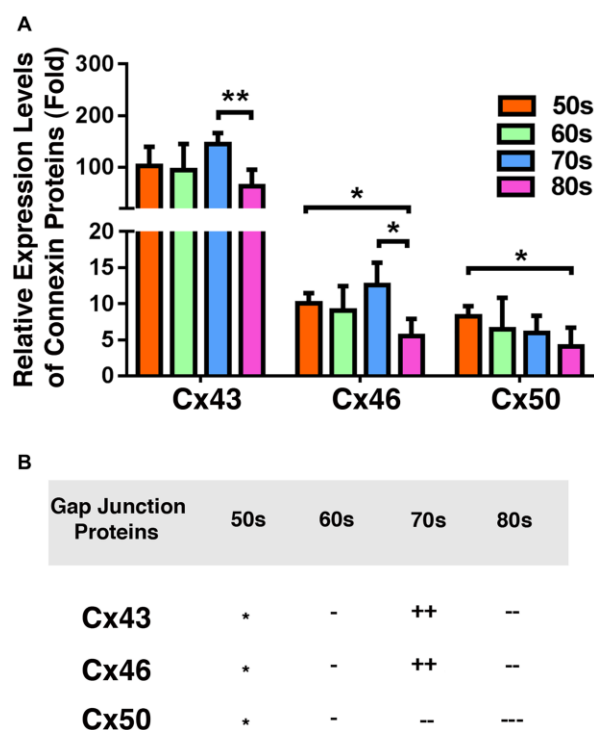 A
Relative Expression Levels
of Connexin Proteins (Fold)
300
200
100
20
15
10
5
0
**
*
*
*
50s
60s
70s
80s
Cx43 Cx46 Cx50
B
Gap Junction
Proteins 50s 60s 70s 80s
Cx43 * - ++ --
Cx46 * - ++ --
Cx50 * - -- ---